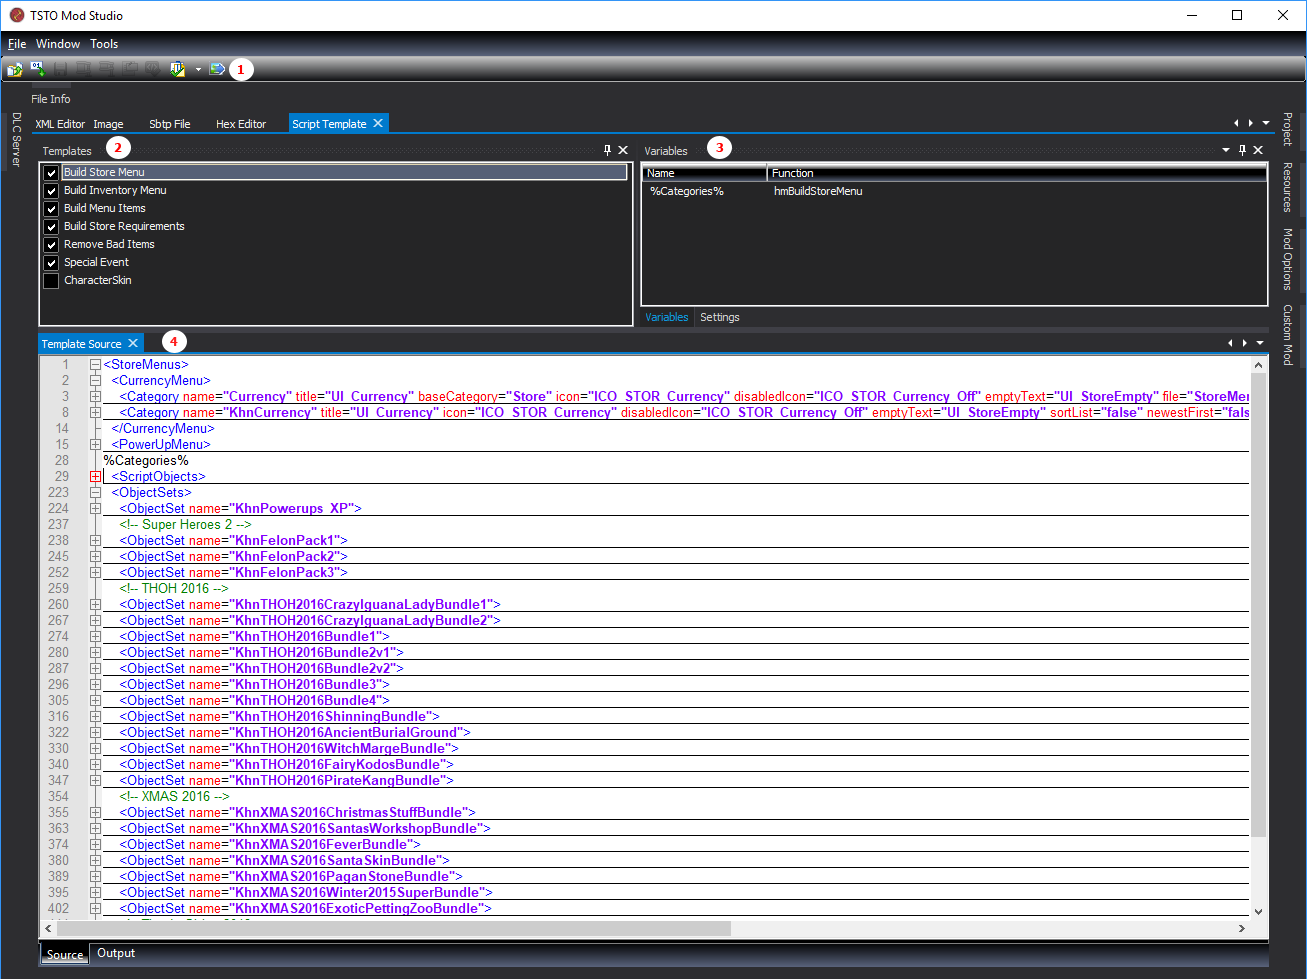 TSTO Mod Studio
File Window Tools
1
File Info
XML Editor Image Sbtp File Hex Editor Script Template
DLC Server
Project
Resources
Mod Options
Custom Mod
Templates 2
Build Store Menu
Build Inventory Menu
Build Menu Items
Build Store Requirements
Remove Bad Items
Special Event
CharacterSkin
Variables 3
Name Function
%Categories% hmBuildStoreMenu
Variables Settings
Template Source 4
1 <StoreMenus>
2 <CurrencyMenu>
3 <Category name="Currency" title="UI_Currency" baseCategory="Store" icon="ICO_STOR_Currency" disabledIcon="ICO_STOR_Currency_Off" emptyText="UI_StoreEmpty" file="StoreMer
8 <Category name="KhnCurrency" title="UI_Currency" icon="ICO_STOR_Currency" disabledIcon="ICO_STOR_Currency_Off" emptyText="UI_StoreEmpty" sortList="false" newestFirst="fals
14 </CurrencyMenu>
15 <PowerUpMenu>
28 %Categories%
29 <ScriptObjects>
223 <ObjectSets>
224 <ObjectSet name="KhnPowerups_XP">
237 <!-- Super Heroes 2 -->
238 <ObjectSet name="KhnFelonPack1">
245 <ObjectSet name="KhnFelonPack2">
252 <ObjectSet name="KhnFelonPack3">
259 <!-- THOH 2016 -->
260 <ObjectSet name="KhnTHOH2016CrazyIguanaLadyBundle1">
267 <ObjectSet name="KhnTHOH2016CrazyIguanaLadyBundle2">
274 <ObjectSet name="KhnTHOH2016Bundle1">
280 <ObjectSet name="KhnTHOH2016Bundle2v1">
287 <ObjectSet name="KhnTHOH2016Bundle2v2">
296 <ObjectSet name="KhnTHOH2016Bundle3">
305 <ObjectSet name="KhnTHOH2016Bundle4">
316 <ObjectSet name="KhnTHOH2016ShinningBundle">
322 <ObjectSet name="KhnTHOH2016AncientBurialGround">
330 <ObjectSet name="KhnTHOH2016WitchMargeBundle">
340 <ObjectSet name="KhnTHOH2016FairyKodosBundle">
347 <ObjectSet name="KhnTHOH2016PirateKangBundle">
354 <!-- XMAS 2016 -->
355 <ObjectSet name="KhnXMAS2016ChristmasStuffBundle">
363 <ObjectSet name="KhnXMAS2016SantasWorkshopBundle">
374 <ObjectSet name="KhnXMAS2016FeverBundle">
380 <ObjectSet name="KhnXMAS2016SantaSkinBundle">
389 <ObjectSet name="KhnXMAS2016PaganStoneBundle">
395 <ObjectSet name="KhnXMAS2016Winter2015SuperBundle">
402 <ObjectSet name="KhnXMAS2016ExoticPettingZooBundle">
Source Output